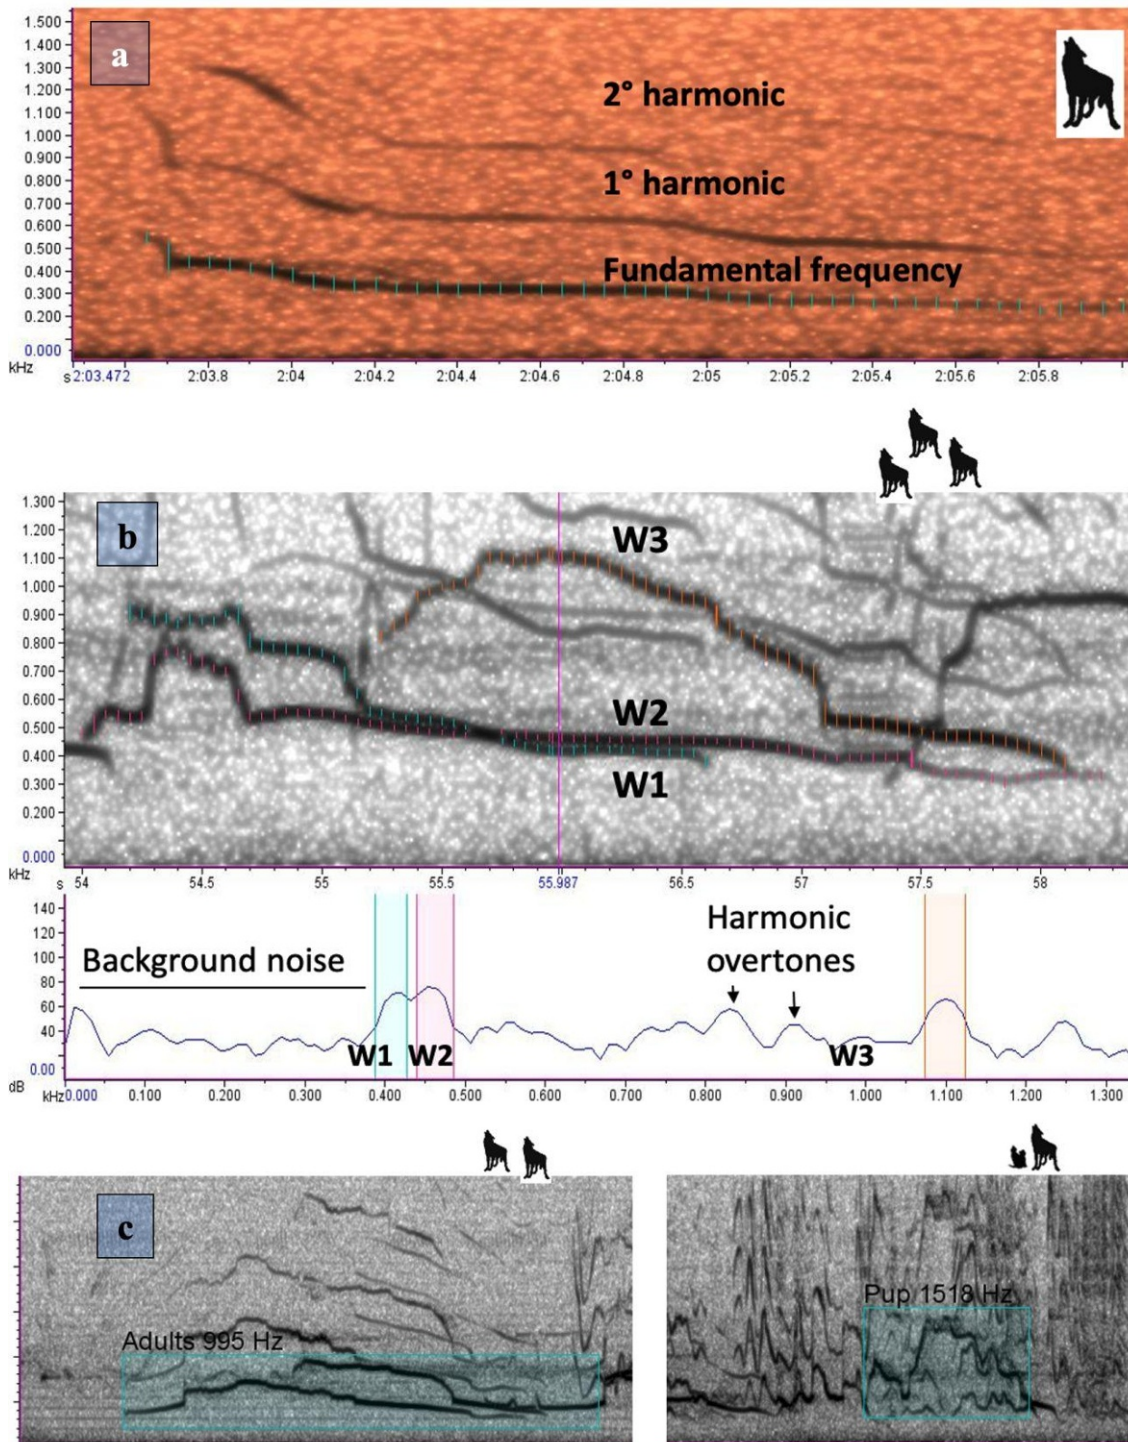 1.500
1.400
a
1.300
1.200
2° harmonic
1.100
1.000
0.900
1° harmonic
0.800
0.700
0.600
0.500
Fundamental frequency
0.400
0.300
0.200
0.000
kHz
s 2:03.472 2:03.8 2:04 2:04.2 2:04.4 2:04.6 2:04.8 2:05 2:05.2 2:05.4 2:05.6 2:05.8
1.300
b
1.200
W3
1.100
1.000
0.900
0.800
0.700
0.600
W2
0.500
0.400
W1
0.300
0.200
0.000
kHz
s 54 54.5 55 55.5 55.987 56.5 57 57.5 58
140
120
Harmonic
100
Background noise
overtones
80
60
40
W1 W2 W3
0.00
dB
kHz
0.000 0.100 0.200 0.300 0.400 0.500 0.600 0.700 0.800 0.900 1.000 1.100 1.200 1.300
c
Pup 1518 Hz
Adults 995 Hz